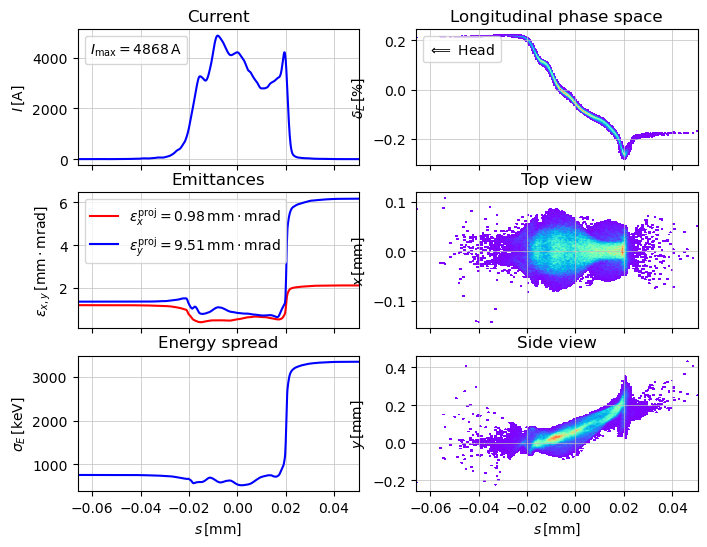 Current
I_max = 4868 A
I [A]
4000
2000
0
Longitudinal phase space
⟸ Head
δ_E [%]
0.2
0.0
−0.2
Emittances
ε_x^proj = 0.98 mm · mrad
ε_y^proj = 9.51 mm · mrad
ε_x,y [mm · mrad]
6
4
2
Top view
x [mm]
0.1
0.0
−0.1
Energy spread
σ_E [keV]
3000
2000
1000
−0.06 −0.04 −0.02 0.00 0.02 0.04
s [mm]
Side view
y [mm]
0.4
0.2
0.0
−0.2
−0.06 −0.04 −0.02 0.00 0.02 0.04
s [mm]